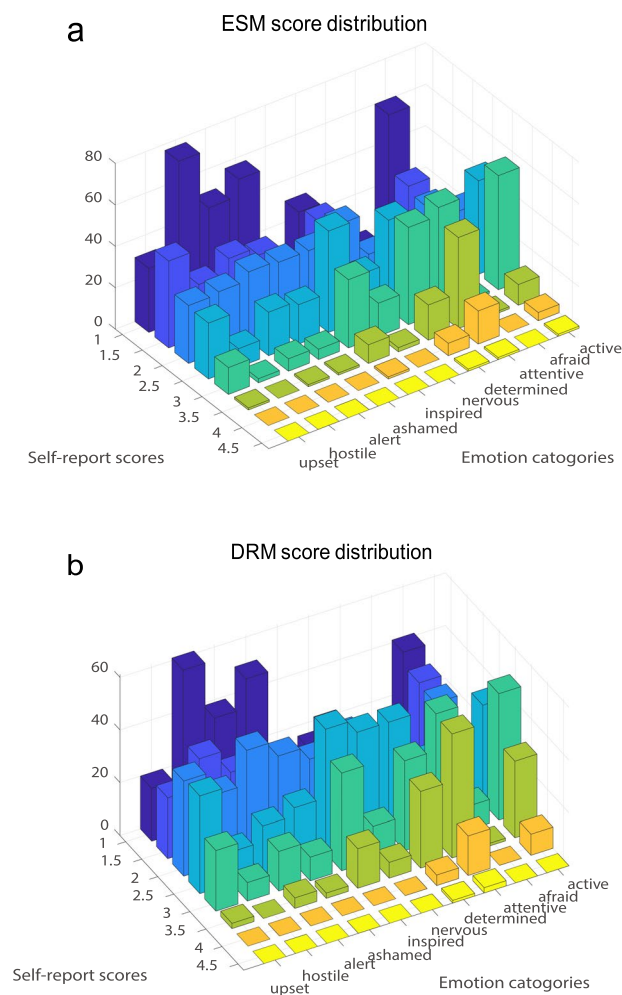 a
ESM score distribution
80
60
40
20
0
1
1.5
2
2.5
3
3.5
4
4.5
Self-report scores
upset
hostile
alert
ashamed
inspired
nervous
determined
attentive
afraid
active
Emotion catogories
b
DRM score distribution
60
40
20
0
1
1.5
2
2.5
3
3.5
4
4.5
Self-report scores
upset
hostile
alert
ashamed
inspired
nervous
determined
attentive
afraid
active
Emotion catogories